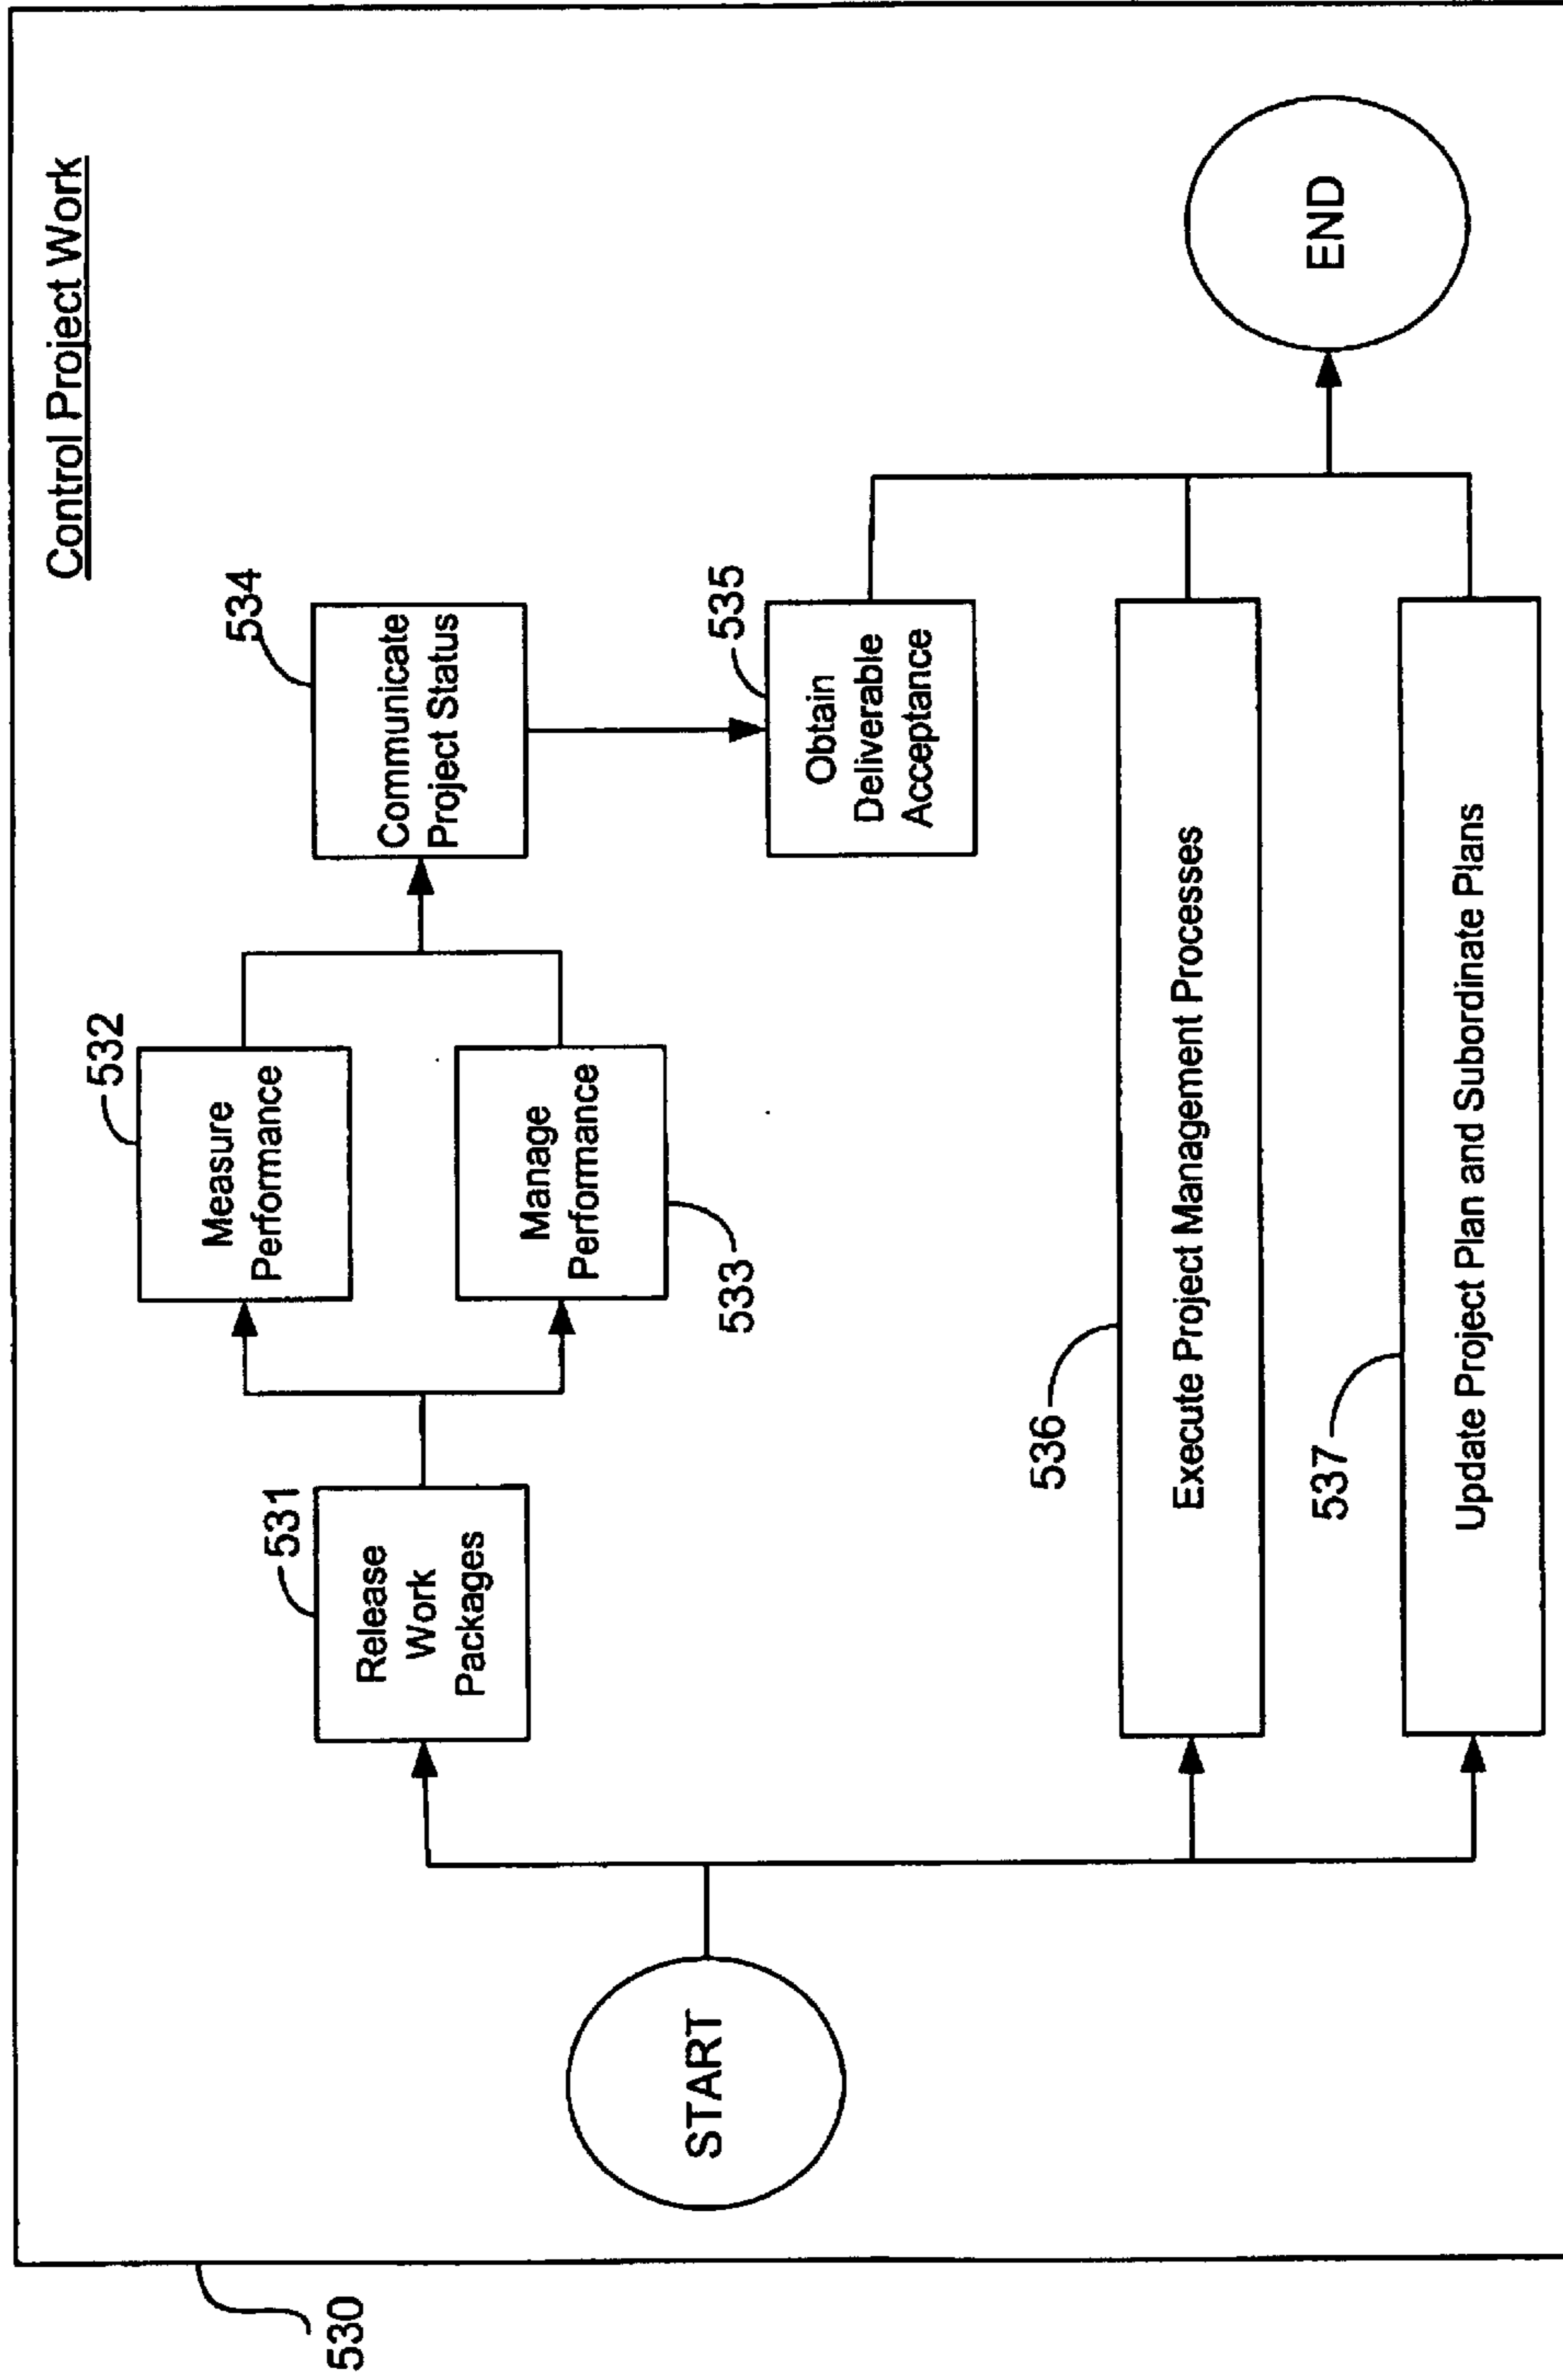 Control Project Work
530
START
531
Release
Work
Packages
532
Measure
Performance
Manage
Performance
533
534
Communicate
Project Status
535
Obtain
Deliverable
Acceptance
536
Execute Project Management Processes
537
Update Project Plan and Subordinate Plans
END